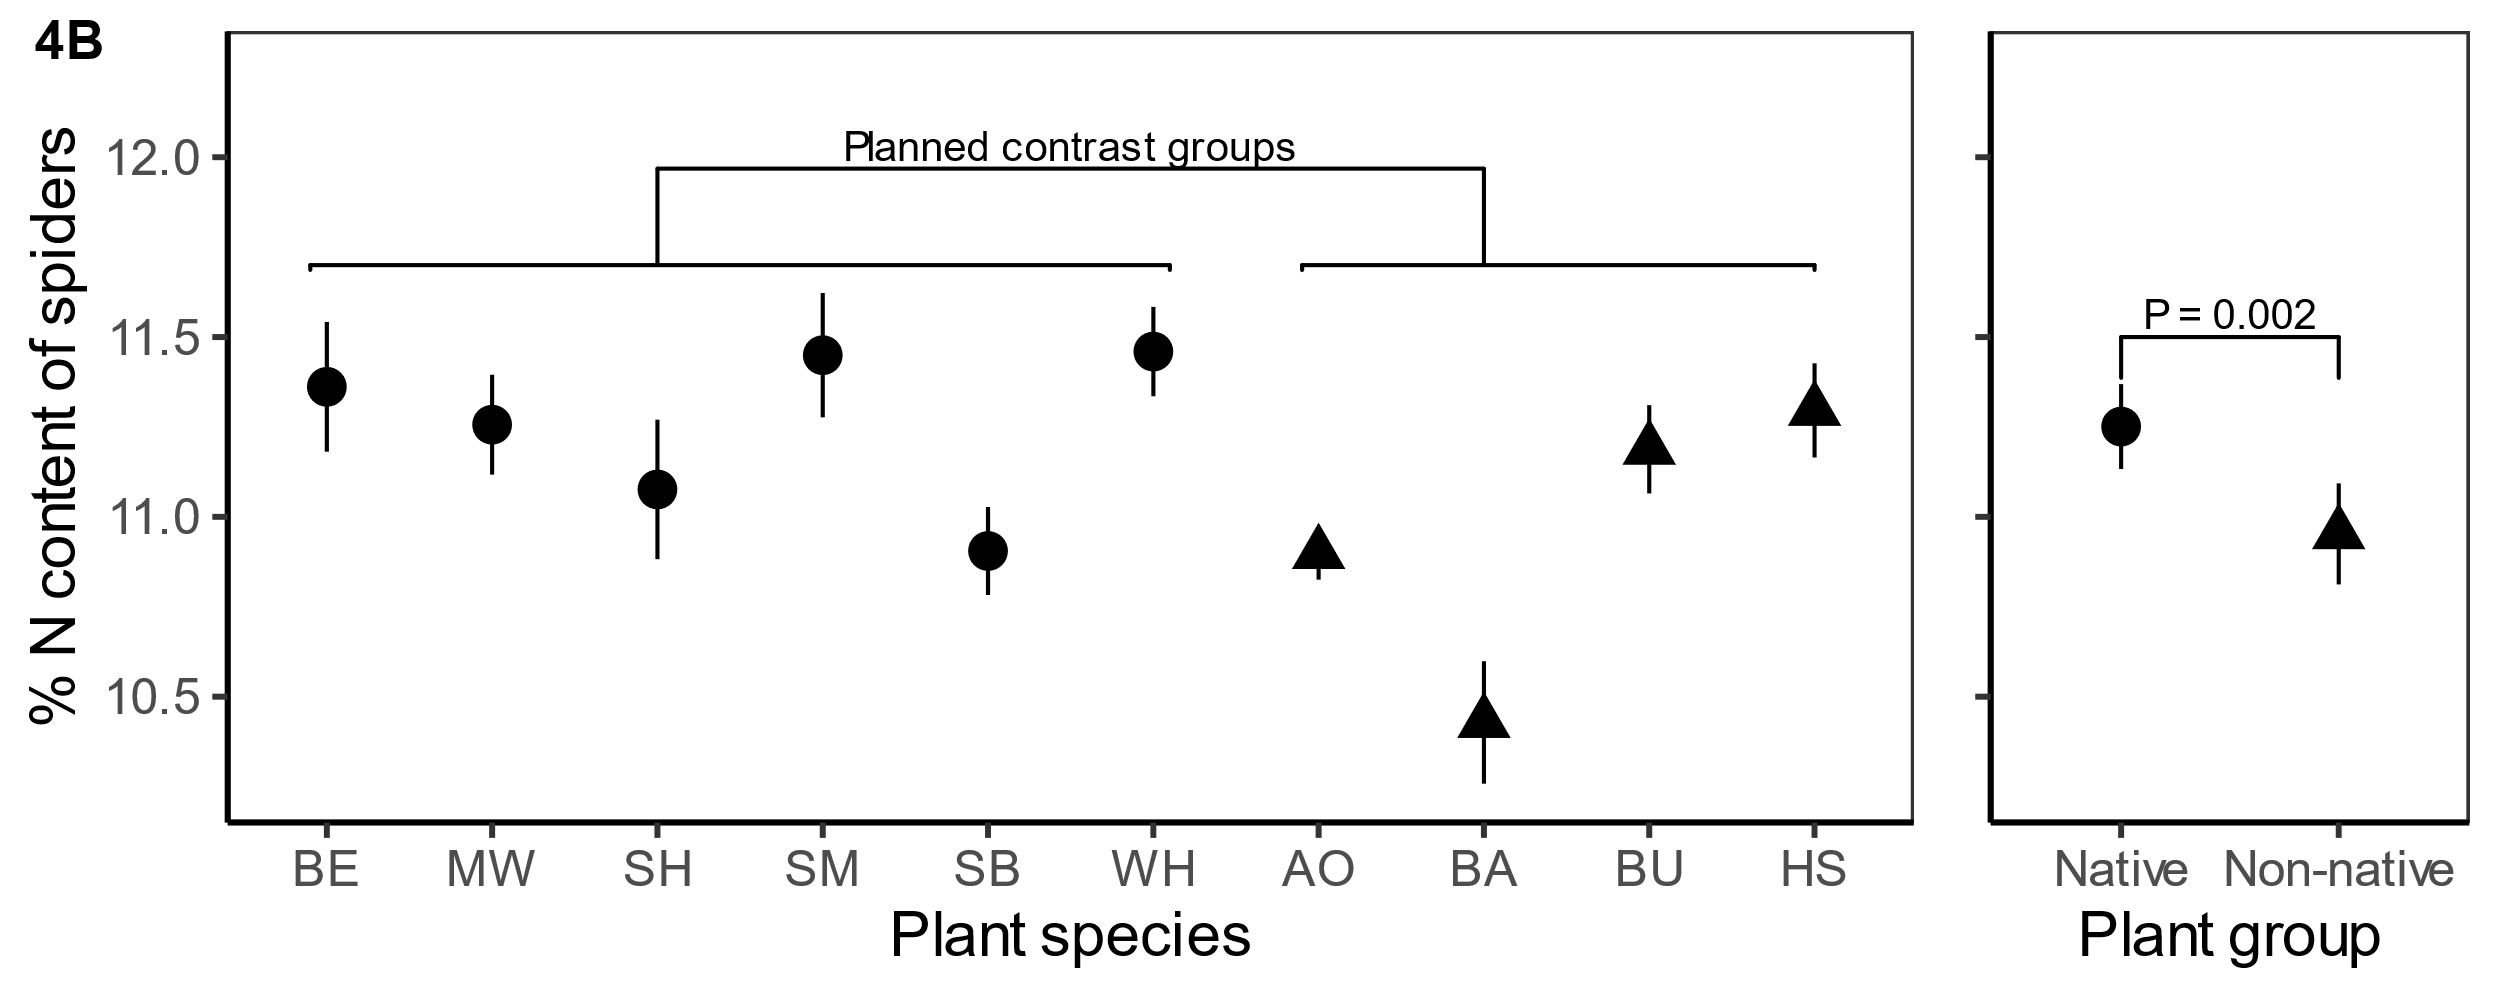 4B
% N content of spiders
12.0
11.5
11.0
10.5
Planned contrast groups
P = 0.002
BE MW SH SM SB WH AO BA BU HS
Native Non-native
Plant species
Plant group